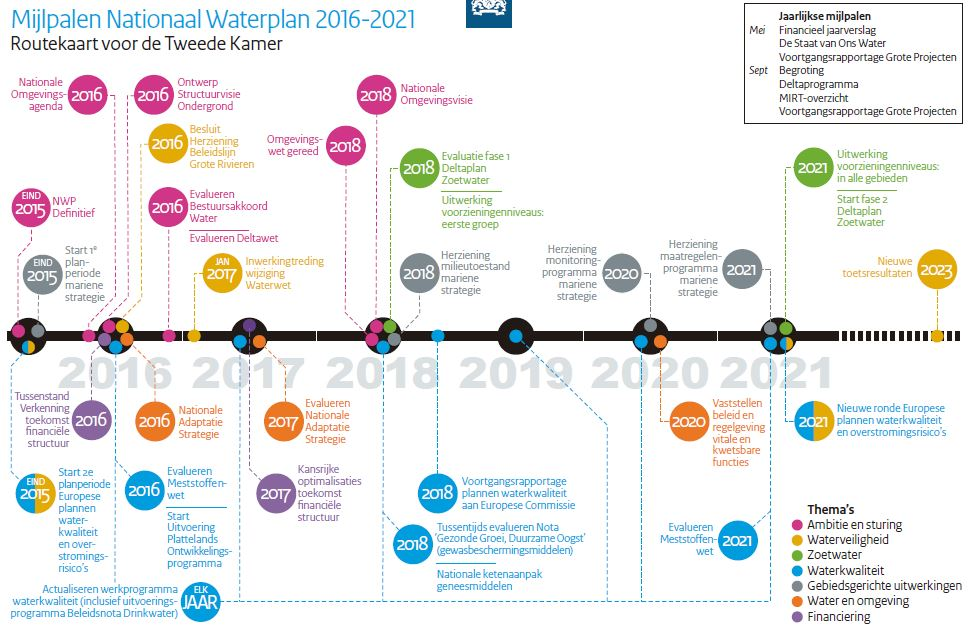 Mijlpalen Nationaal Waterplan 2016-2021
Routekaart voor de Tweede Kamer
Jaarlijkse mijlpalen
Mei Financieel jaarverslag
De Staat van Ons Water
Voortgangsrapportage Grote Projecten
Sept Begroting
Deltaprogramma
MIRT-overzicht
Voortgangsrapportage Grote Projecten
Nationale
Omgevings-
agenda
2016
2016
Ontwerp
Structuurvisie
Ondergrond
2016
Besluit
Herziening
Beleidslijn
Grote Rivieren
2018
Nationale
Omgevingsvisie
Omgevings-
wet gereed
2018
2018
Evaluatie fase 1
Deltaplan
Zoetwater
Uitwerking
voorzieningenniveaus:
eerste groep
2021
Uitwerking
voorzieningenniveaus:
in alle gebieden
Start fase 2
Deltaplan
Zoetwater
EIND
2015
NWP
Definitief
2016
Evalueren
Bestuursakkoord
Water
Evalueren Deltawet
EIND
2015
Start 1e
plan-
periode
mariene
strategie
JAN
2017
Inwerkingtreding
wijziging
Waterwet
2018
Herziening
milieutoestand
mariene
strategie
Herziening
monitoring-
programma
mariene
strategie
2020
Herziening
maatregelen-
programma
mariene
strategie
2021
Nieuwe
toetsresultaten
2023
2016 2017 2018 2019 2020 2021
Tussenstand
Verkenning
toekomst
financiële
structuur
2016
2016
Nationale
Adaptatie
Strategie
2017
Evalueren
Nationale
Adaptatie
Strategie
2020
Vaststellen
beleid en
regelgeving
vitale en
kwetsbare
functies
2021
Nieuwe ronde Europese
plannen waterkwaliteit
en overstromingsrisico's
EIND
2015
Start 2e
planperiode
Europese
plannen
water-
kwaliteit
en over-
stromings-
risico's
2016
Evalueren
Meststoffen-
wet
Start
Uitvoering
Plattelands
Ontwikkelings-
programma
2017
Kansrijke
optimalisaties
toekomst
financiële
structuur
2018
Voortgangsrapportage
plannen waterkwaliteit
aan Europese Commissie
2018
Tussentijds evalueren Nota
'Gezonde Groei, Duurzame Oogst'
(gewasbeschermingsmiddelen)
Nationale ketenaanpak
geneesmiddelen
Evalueren
Meststoffen-
wet
2021
Actualiseren werkprogramma
waterkwaliteit (inclusief uitvoerings-
programma Beleidsnota Drinkwater)
ELK
JAAR
Thema's
Ambitie en sturing
Waterveiligheid
Zoetwater
Waterkwaliteit
Gebiedsgerichte uitwerkingen
Water en omgeving
Financiering